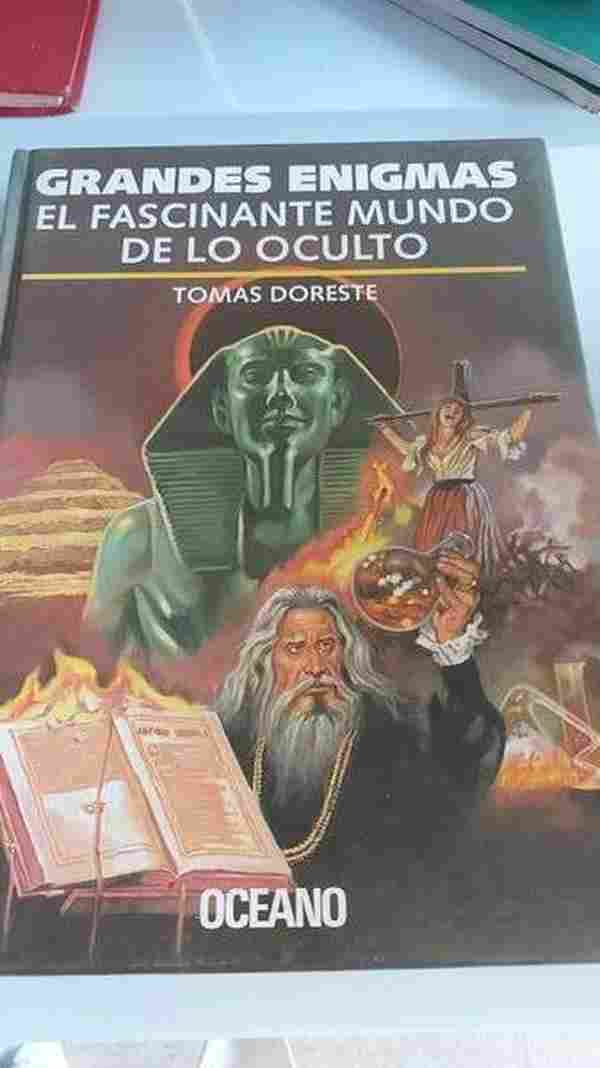 GRANDES ENIGMAS
EL FASCINANTE MUNDO
DE LO OCULTO
TOMAS DORESTE
OCEANO